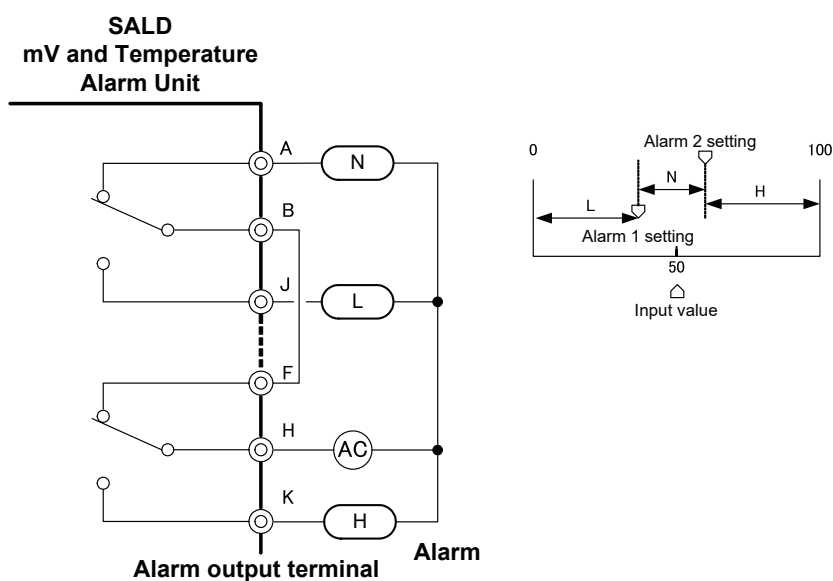 SALD
mV and Temperature
Alarm Unit
A
N
B
J
L
F
H
AC
K
H
Alarm output terminal
Alarm
0
Alarm 2 setting
100
N
L
H
Alarm 1 setting
50
Input value